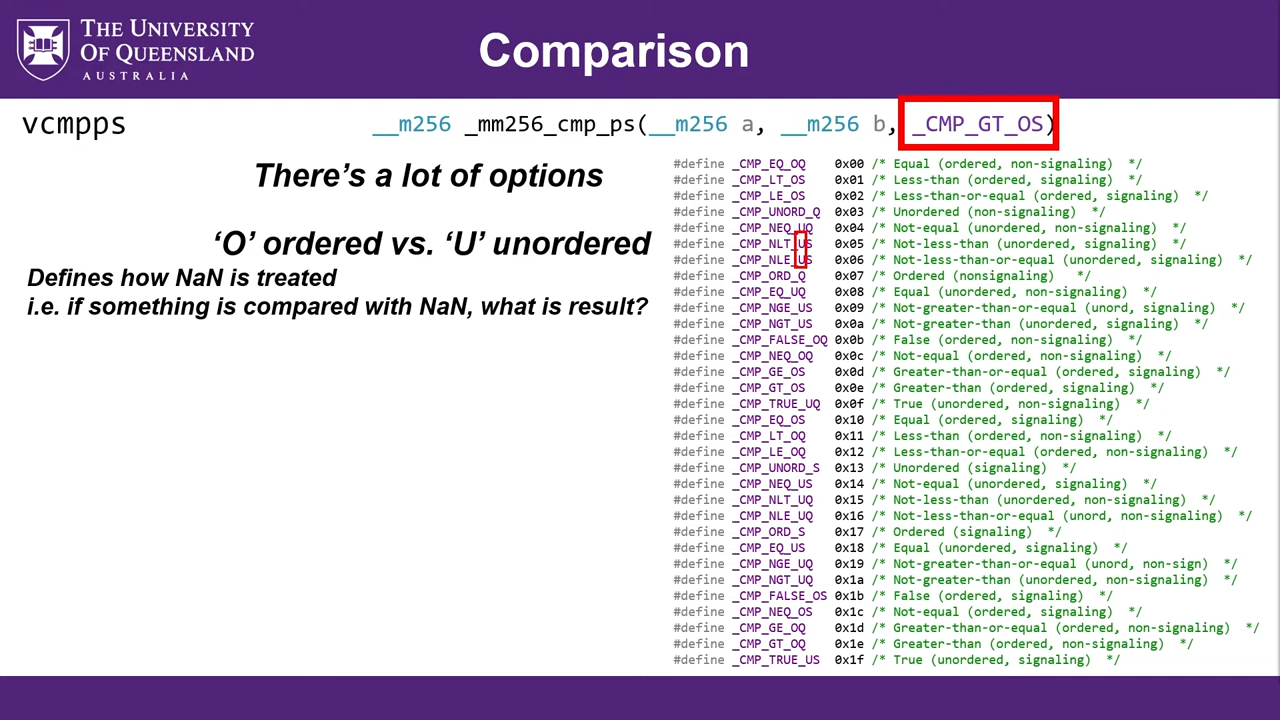 THE UNIVERSITY
OF QUEENSLAND
AUSTRALIA
Comparison
vcmpps
__m256 _mm256_cmp_ps(__m256 a, __m256 b, _CMP_GT_OS)
There's a lot of options
'O' ordered vs. 'U' unordered
Defines how NaN is treated
i.e. if something is compared with NaN, what is result?
#define _CMP_EQ_OQ 0x00 /* Equal (ordered, non-signaling) */
#define _CMP_LT_OS 0x01 /* Less-than (ordered, signaling) */
#define _CMP_LE_OS 0x02 /* Less-than-or-equal (ordered, signaling) */
#define _CMP_UNORD_Q 0x03 /* Unordered (non-signaling) */
#define _CMP_NEQ_UQ 0x04 /* Not-equal (unordered, non-signaling) */
#define _CMP_NLT_US 0x05 /* Not-less-than (unordered, signaling) */
#define _CMP_NLE_US 0x06 /* Not-less-than-or-equal (unordered, signaling) */
#define _CMP_ORD_Q 0x07 /* Ordered (nonsignaling) */
#define _CMP_EQ_UQ 0x08 /* Equal (unordered, non-signaling) */
#define _CMP_NGE_US 0x09 /* Not-greater-than-or-equal (unord, signaling) */
#define _CMP_NGT_US 0x0a /* Not-greater-than (unordered, signaling) */
#define _CMP_FALSE_OQ 0x0b /* False (ordered, non-signaling) */
#define _CMP_NEQ_OQ 0x0c /* Not-equal (ordered, non-signaling) */
#define _CMP_GE_OS 0x0d /* Greater-than-or-equal (ordered, signaling) */
#define _CMP_GT_OS 0x0e /* Greater-than (ordered, signaling) */
#define _CMP_TRUE_UQ 0x0f /* True (unordered, non-signaling) */
#define _CMP_EQ_OS 0x10 /* Equal (ordered, signaling) */
#define _CMP_LT_OQ 0x11 /* Less-than (ordered, non-signaling) */
#define _CMP_LE_OQ 0x12 /* Less-than-or-equal (ordered, non-signaling) */
#define _CMP_UNORD_S 0x13 /* Unordered (signaling) */
#define _CMP_NEQ_US 0x14 /* Not-equal (unordered, signaling) */
#define _CMP_NLT_UQ 0x15 /* Not-less-than (unordered, non-signaling) */
#define _CMP_NLE_UQ 0x16 /* Not-less-than-or-equal (unord, non-signaling) */
#define _CMP_ORD_S 0x17 /* Ordered (signaling) */
#define _CMP_EQ_US 0x18 /* Equal (unordered, signaling) */
#define _CMP_NGE_UQ 0x19 /* Not-greater-than-or-equal (unord, non-sign) */
#define _CMP_NGT_UQ 0x1a /* Not-greater-than (unordered, non-signaling) */
#define _CMP_FALSE_OS 0x1b /* False (ordered, signaling) */
#define _CMP_NEQ_OS 0x1c /* Not-equal (ordered, signaling) */
#define _CMP_GE_OQ 0x1d /* Greater-than-or-equal (ordered, non-signaling) */
#define _CMP_GT_OQ 0x1e /* Greater-than (ordered, non-signaling) */
#define _CMP_TRUE_US 0x1f /* True (unordered, signaling) */